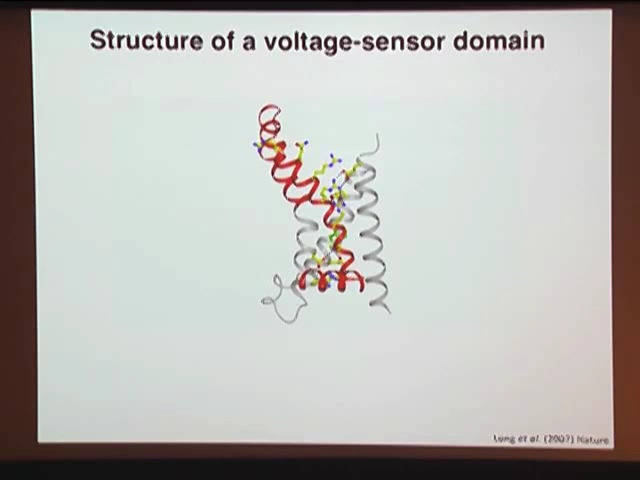 Structure of a voltage-sensor domain
Long et al. (2007) Nature